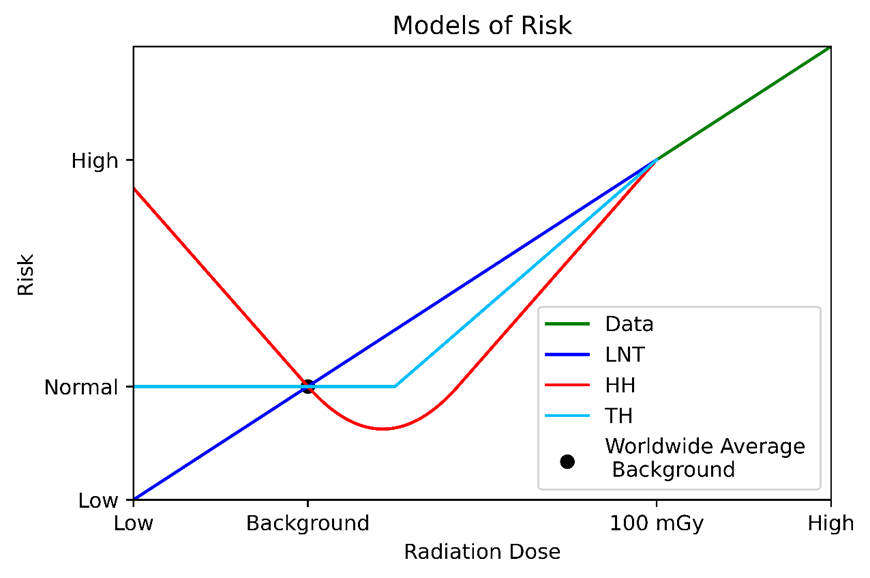 Models of Risk
High
Normal
Low
Risk
Data
LNT
HH
TH
Worldwide Average
Background
Low
Background
100 mGy
High
Radiation Dose